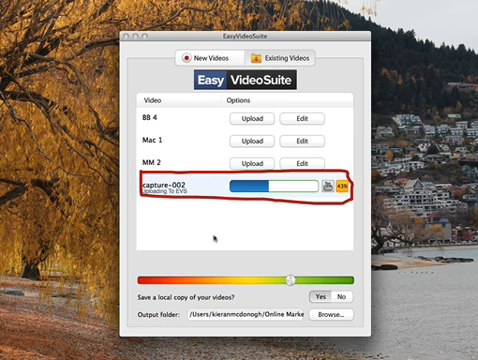 EasyVideoSuite
New Videos Existing Videos
Easy VideoSuite
Video Options
BB 4 Upload Edit
Mac 1 Upload Edit
MM 2 Upload Edit
capture-002
Uploading To EVS
43%
Save a local copy of your videos? Yes No
Output folder: /Users/kieranmcdonogh/Online Marke Browse...